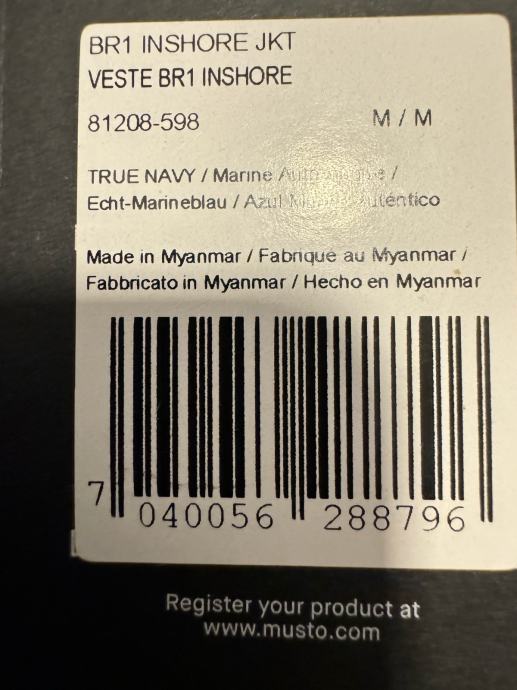 BR1 INSHORE JKT
VESTE BR1 INSHORE
81208-598 M / M
TRUE NAVY / Marine /
Echt-Marineblau / Azul
Made in Myanmar / Fabriqué au Myanmar /
Fabbricato in Myanmar / Hecho en Myanmar
7 040056 288796
Register your product at
www.musto.com